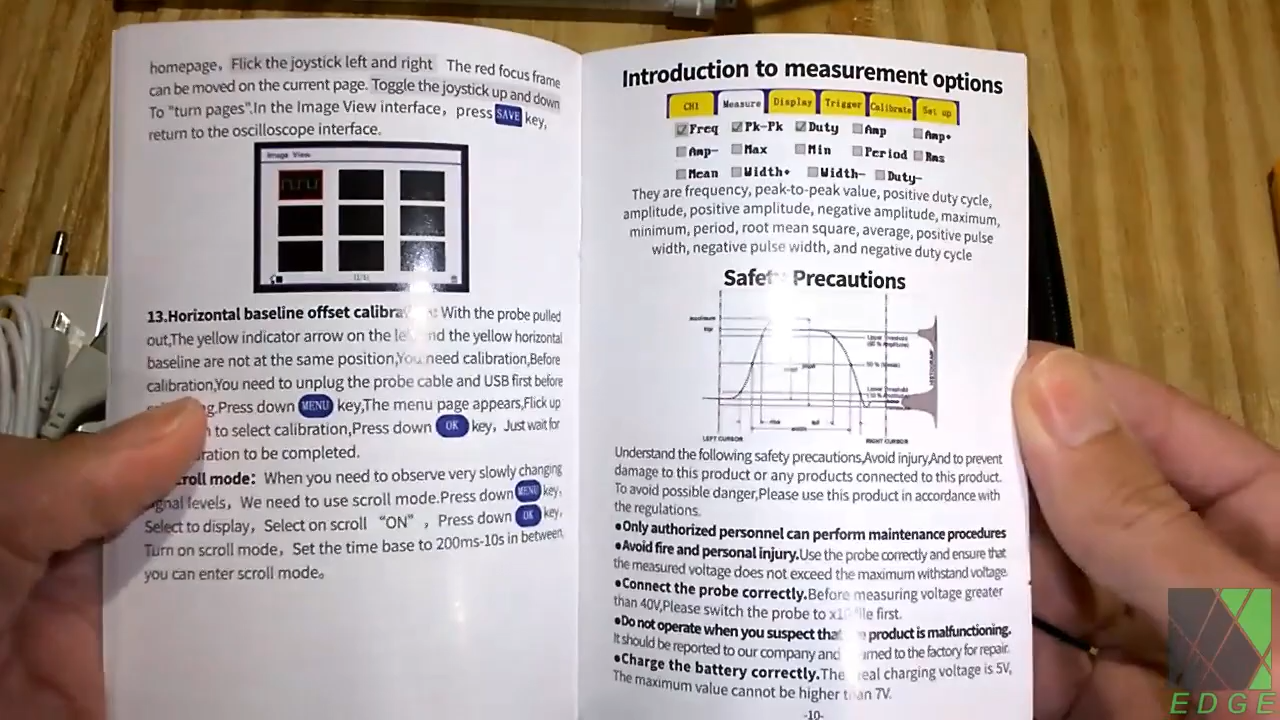 homepage, Flick the joystick left and right The red focus frame
can be moved on the current page. Toggle the joystick up and down
To "turn pages".In the Image View interface, press SAVE key,
return to the oscilloscope interface.
Image View
13.Horizontal baseline offset With the probe pulled
out,The yellow indicator arrow on the the yellow horizontal
baseline are not at the same position,You need calibration,Before
calibration,You need to unplug the probe cable and USB first before
Press down MENU key,The menu page appears,Flick up
to select calibration,Press down OK key, Just wait for
to be completed.
mode: When you need to observe very slowly changing
levels, We need to use scroll mode.Press down MENU key,
Select to display, Select on scroll “ON” , Press down OK key,
Turn on scroll mode, Set the time base to 200ms-10s in between,
you can enter scroll mode。
Introduction to measurement options
CH1 Measure Display Trigger Calibrate Set up
Freq Pk-Pk Duty Amp Amp+
Amp- Max Min Period Rms
Mean Width+ Width- Duty-
They are frequency, peak-to-peak value, positive duty cycle,
amplitude, positive amplitude, negative amplitude, maximum,
minimum, period, root mean square, average, positive pulse
width, negative pulse width, and negative duty cycle
Precautions
LEFT CURSOR RIGHT CURSOR
Understand the following safety precautions,Avoid injury,And to prevent
damage to this product or any products connected to this product.
To avoid possible danger,Please use this product in accordance with
the regulations.
●Only authorized personnel can perform maintenance procedures
●Avoid fire and personal injury.Use the probe correctly and ensure that
the measured voltage does not exceed the maximum withstand voltage.
●Connect the probe correctly.Before measuring voltage greater
than 40V,Please switch the probe to first.
●Do not operate when you suspect that product is malfunctioning.
It should be reported to our company and to the factory for repair.
●Charge the battery correctly.The charging voltage is 5V,
The maximum value cannot be higher than 7V.
-10-
EDGE